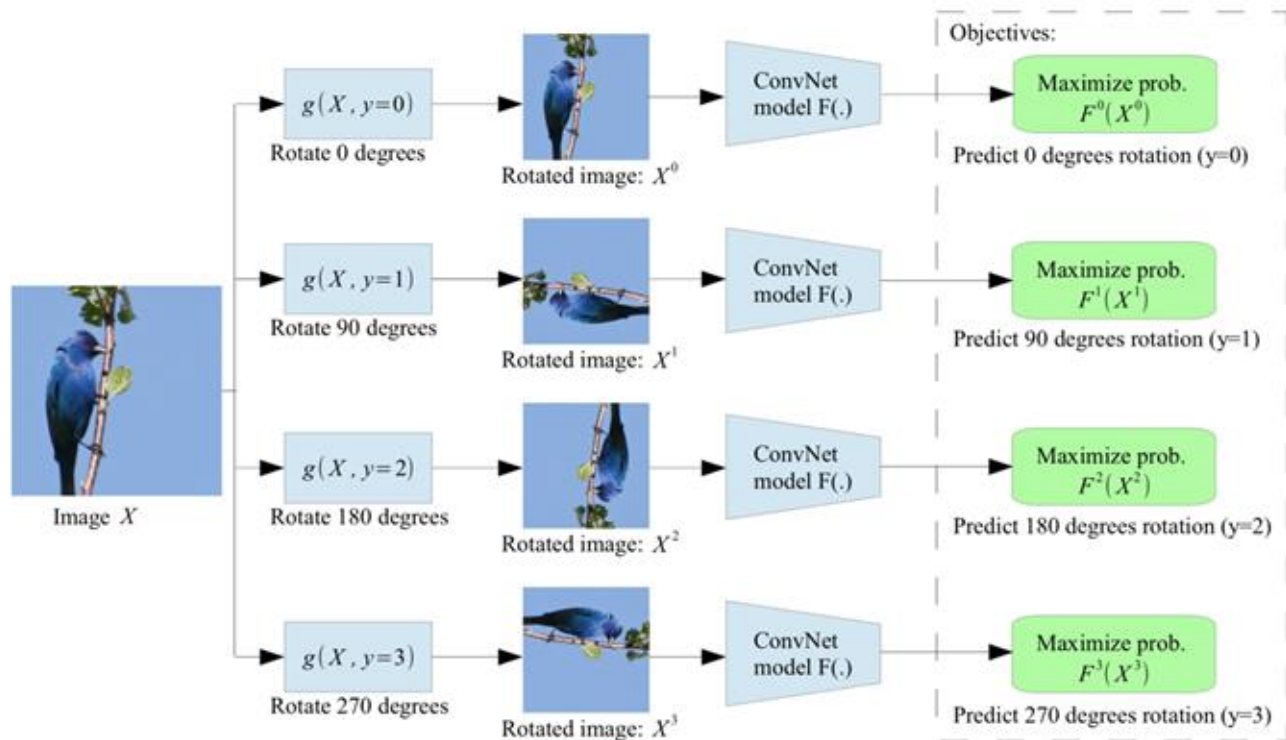 Objectives:
g(X, y=0)
Rotate 0 degrees
Rotated image: X⁰
ConvNet
model F(.)
Maximize prob.
F⁰(X⁰)
Predict 0 degrees rotation (y=0)
g(X, y=1)
Rotate 90 degrees
Rotated image: X¹
ConvNet
model F(.)
Maximize prob.
F¹(X¹)
Predict 90 degrees rotation (y=1)
Image X
g(X, y=2)
Rotate 180 degrees
Rotated image: X²
ConvNet
model F(.)
Maximize prob.
F²(X²)
Predict 180 degrees rotation (y=2)
g(X, y=3)
Rotate 270 degrees
Rotated image: X³
ConvNet
model F(.)
Maximize prob.
F³(X³)
Predict 270 degrees rotation (y=3)